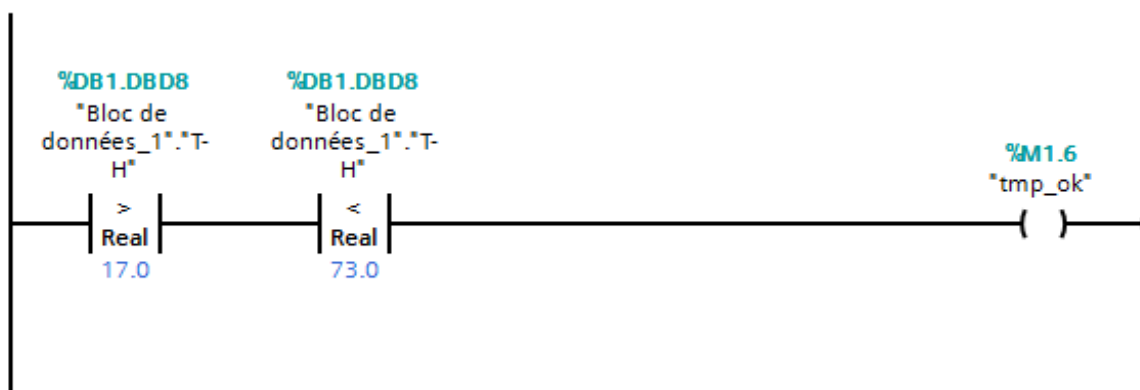 %DB1.DBD8
"Bloc de
données_1"."T-
H"
>
Real
17.0
%DB1.DBD8
"Bloc de
données_1"."T-
H"
<
Real
73.0
%M1.6
"tmp_ok"
( )